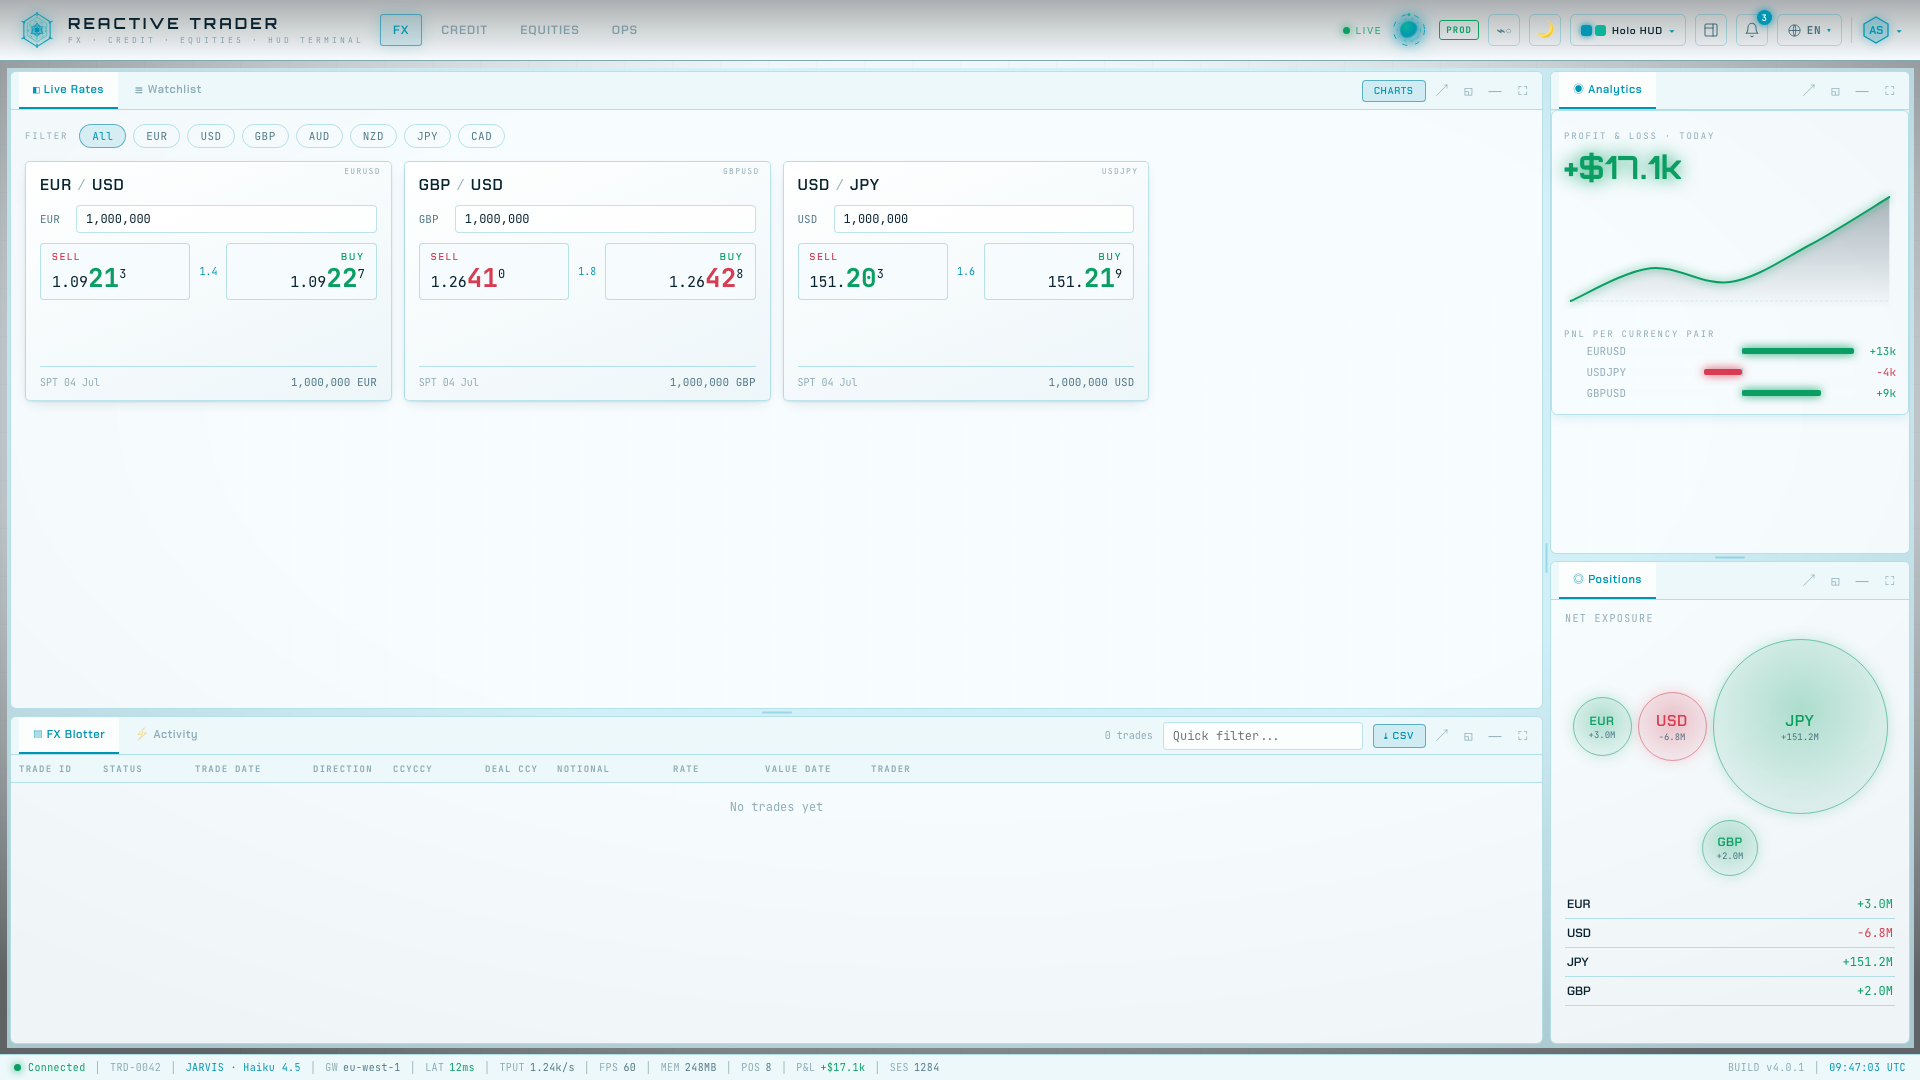 REACTIVE TRADER
FX · CREDIT · EQUITIES · HUD TERMINAL
FX CREDIT EQUITIES OPS
LIVE PROD Holo HUD 3 EN AS
Live Rates Watchlist CHARTS
FILTER All EUR USD GBP AUD NZD JPY CAD
EUR / USD EURUSD
EUR 1,000,000
SELL 1.09213 1.4 BUY 1.09227
SPT 04 Jul 1,000,000 EUR
GBP / USD GBPUSD
GBP 1,000,000
SELL 1.26410 1.8 BUY 1.26428
SPT 04 Jul 1,000,000 GBP
USD / JPY USDJPY
USD 1,000,000
SELL 151.203 1.6 BUY 151.219
SPT 04 Jul 1,000,000 USD
Analytics
PROFIT & LOSS · TODAY
+$17.1k
PNL PER CURRENCY PAIR
EURUSD +13k
USDJPY -4k
GBPUSD +9k
Positions
NET EXPOSURE
EUR +3.0M
USD -6.8M
JPY +151.2M
GBP +2.0M
EUR +3.0M
USD -6.8M
JPY +151.2M
GBP +2.0M
FX Blotter Activity 0 trades Quick filter... ↓ CSV
TRADE ID STATUS TRADE DATE DIRECTION CCYCCY DEAL CCY NOTIONAL RATE VALUE DATE TRADER
No trades yet
Connected TRD-0042 JARVIS · Haiku 4.5 GW eu-west-1 LAT 12ms TPUT 1.24k/s FPS 60 MEM 248MB POS 8 P&L +$17.1k SES 1284 BUILD v4.0.1 09:47:03 UTC